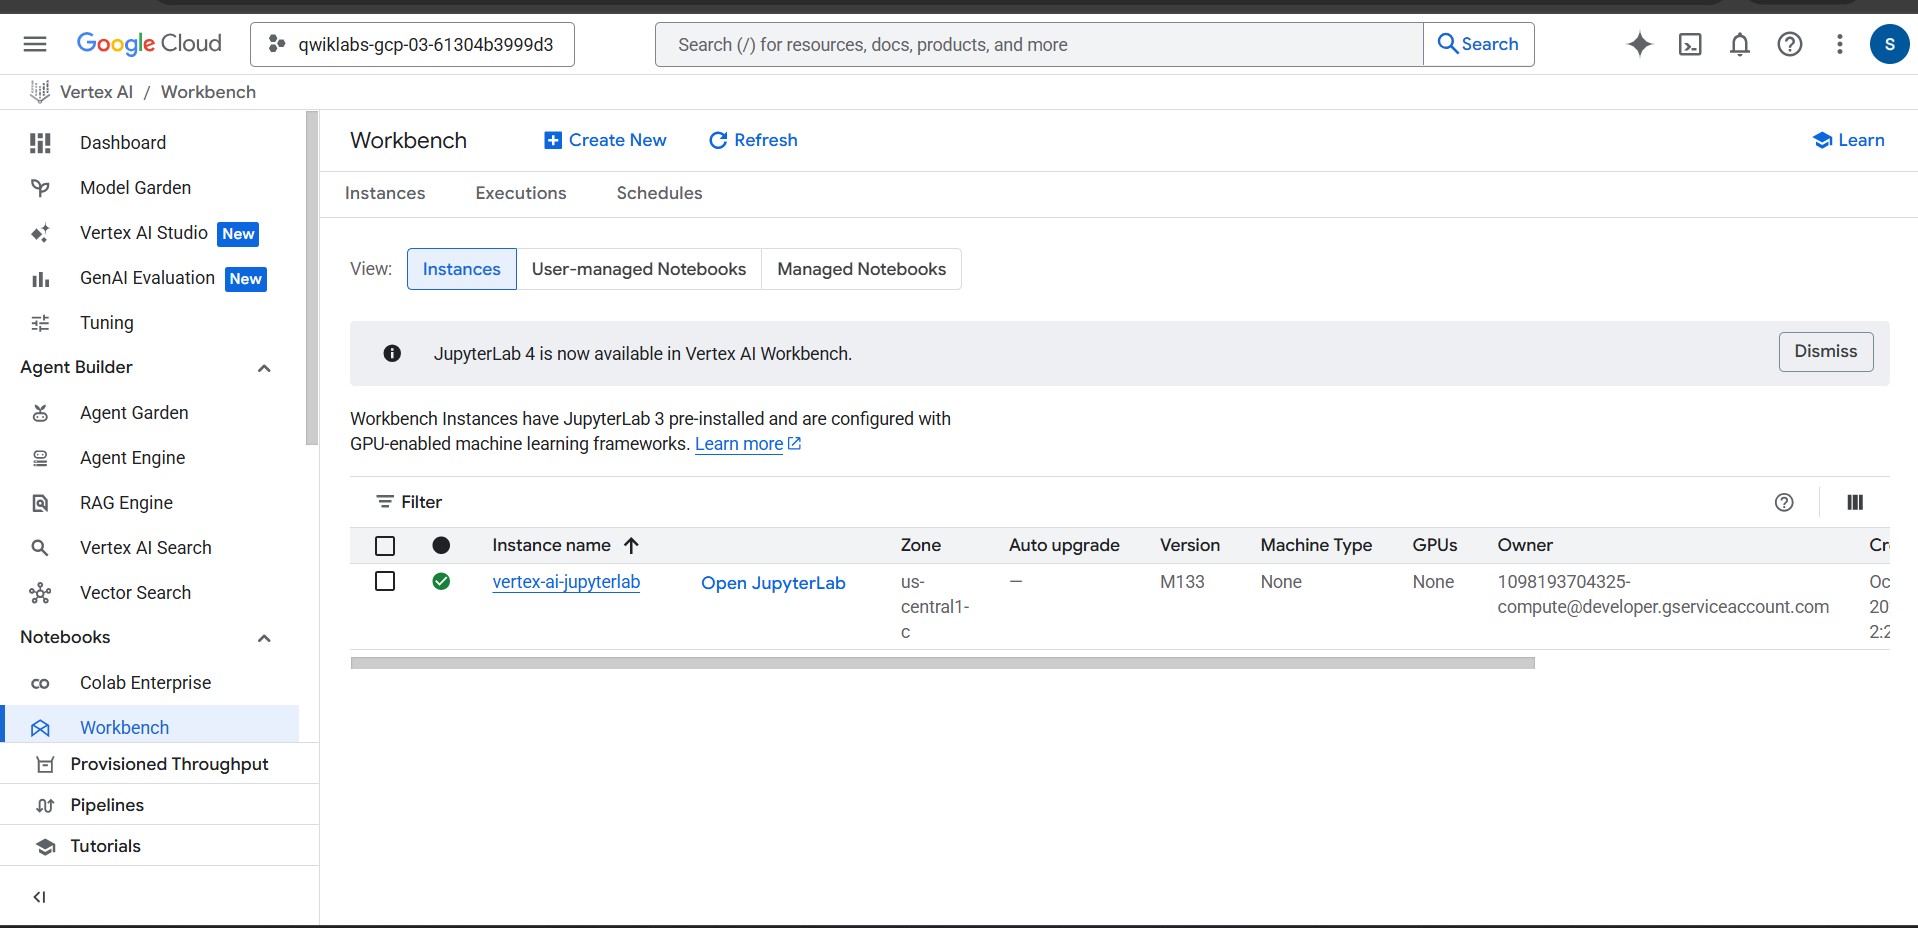 Google Cloud
qwiklabs-gcp-03-61304b3999d3
Search (/) for resources, docs, products, and more
Search
S
Vertex AI / Workbench
Dashboard
Model Garden
Vertex AI Studio New
GenAI Evaluation New
Tuning
Agent Builder
Agent Garden
Agent Engine
RAG Engine
Vertex AI Search
Vector Search
Notebooks
Colab Enterprise
Workbench
Provisioned Throughput
Pipelines
Tutorials
Workbench
Create New
Refresh
Learn
Instances
Executions
Schedules
View:
Instances
User-managed Notebooks
Managed Notebooks
JupyterLab 4 is now available in Vertex AI Workbench.
Dismiss
Workbench Instances have JupyterLab 3 pre-installed and are configured with
GPU-enabled machine learning frameworks. Learn more
Filter
Instance name Zone Auto upgrade Version Machine Type GPUs Owner
vertex-ai-jupyterlab Open JupyterLab us- — M133 None None 1098193704325- Oc
central1- compute@developer.gserviceaccount.com 20
c 2:2